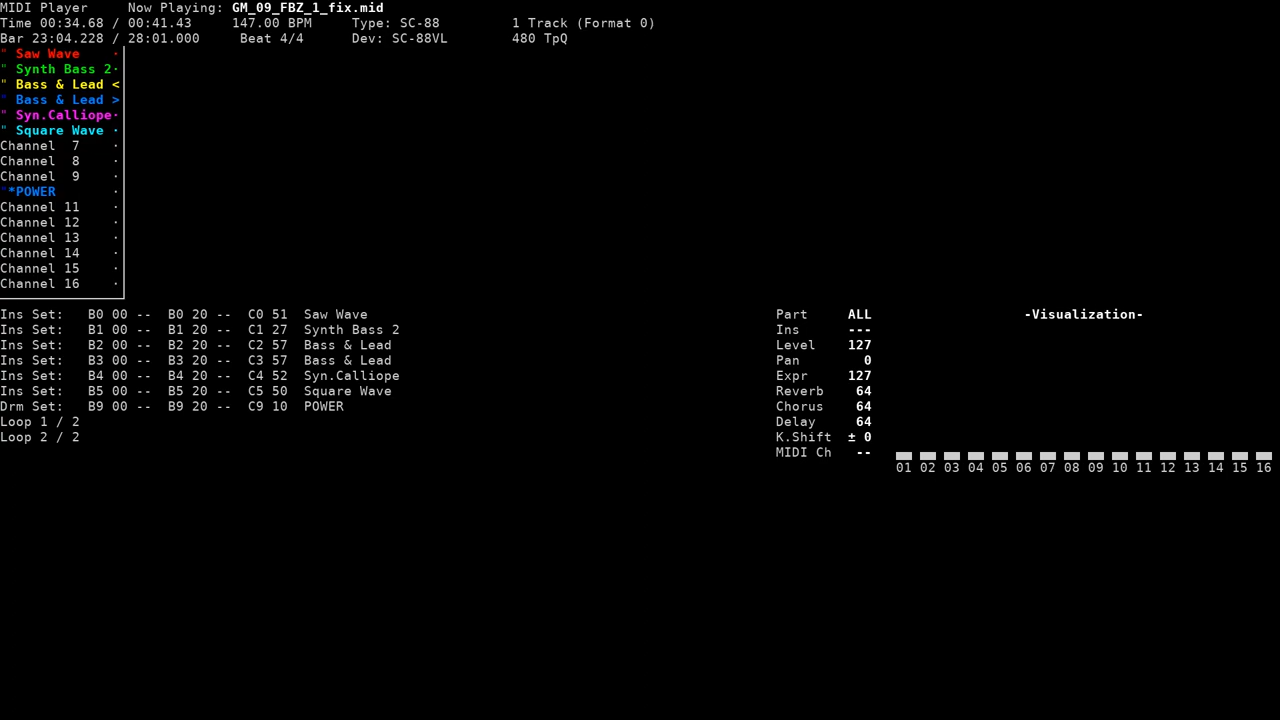 MIDI Player     Now Playing: GM_09_FBZ_1_fix.mid
Time 00:34.68 / 00:41.43     147.00 BPM     Type: SC-88         1 Track (Format 0)
Bar 23:04.228 / 28:01.000     Beat 4/4      Dev: SC-88VL        480 TpQ
" Saw Wave    ·
" Synth Bass 2·
" Bass & Lead <
" Bass & Lead >
" Syn.Calliope·
" Square Wave ·
Channel  7    ·
Channel  8    ·
Channel  9    ·
"*POWER       ·
Channel 11    ·
Channel 12    ·
Channel 13    ·
Channel 14    ·
Channel 15    ·
Channel 16    ·
Ins Set:   B0 00 --  B0 20 --  C0 51  Saw Wave
Ins Set:   B1 00 --  B1 20 --  C1 27  Synth Bass 2
Ins Set:   B2 00 --  B2 20 --  C2 57  Bass & Lead
Ins Set:   B3 00 --  B3 20 --  C3 57  Bass & Lead
Ins Set:   B4 00 --  B4 20 --  C4 52  Syn.Calliope
Ins Set:   B5 00 --  B5 20 --  C5 50  Square Wave
Drm Set:   B9 00 --  B9 20 --  C9 10  POWER
Loop 1 / 2
Loop 2 / 2
Part     ALL
Ins      ---
Level    127
Pan        0
Expr     127
Reverb    64
Chorus    64
Delay     64
K.Shift  ± 0
MIDI Ch   --
-Visualization-
01 02 03 04 05 06 07 08 09 10 11 12 13 14 15 16